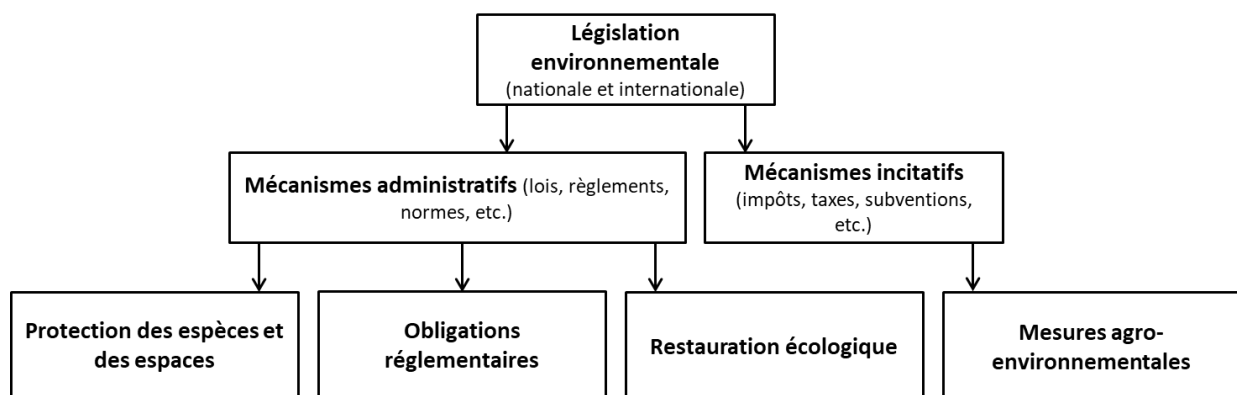 Législation
environnementale
(nationale et internationale)
Mécanismes administratifs (lois, règlements,
normes, etc.)
Mécanismes incitatifs
(impôts, taxes, subventions,
etc.)
Protection des espèces et
des espaces
Obligations
réglementaires
Restauration écologique
Mesures agro-
environnementales